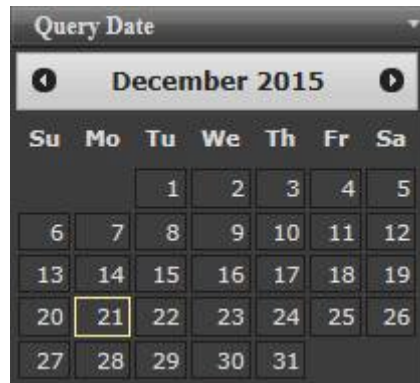 Query Date
December 2015
Su Mo Tu We Th Fr Sa
1 2 3 4 5
6 7 8 9 10 11 12
13 14 15 16 17 18 19
20 21 22 23 24 25 26
27 28 29 30 31